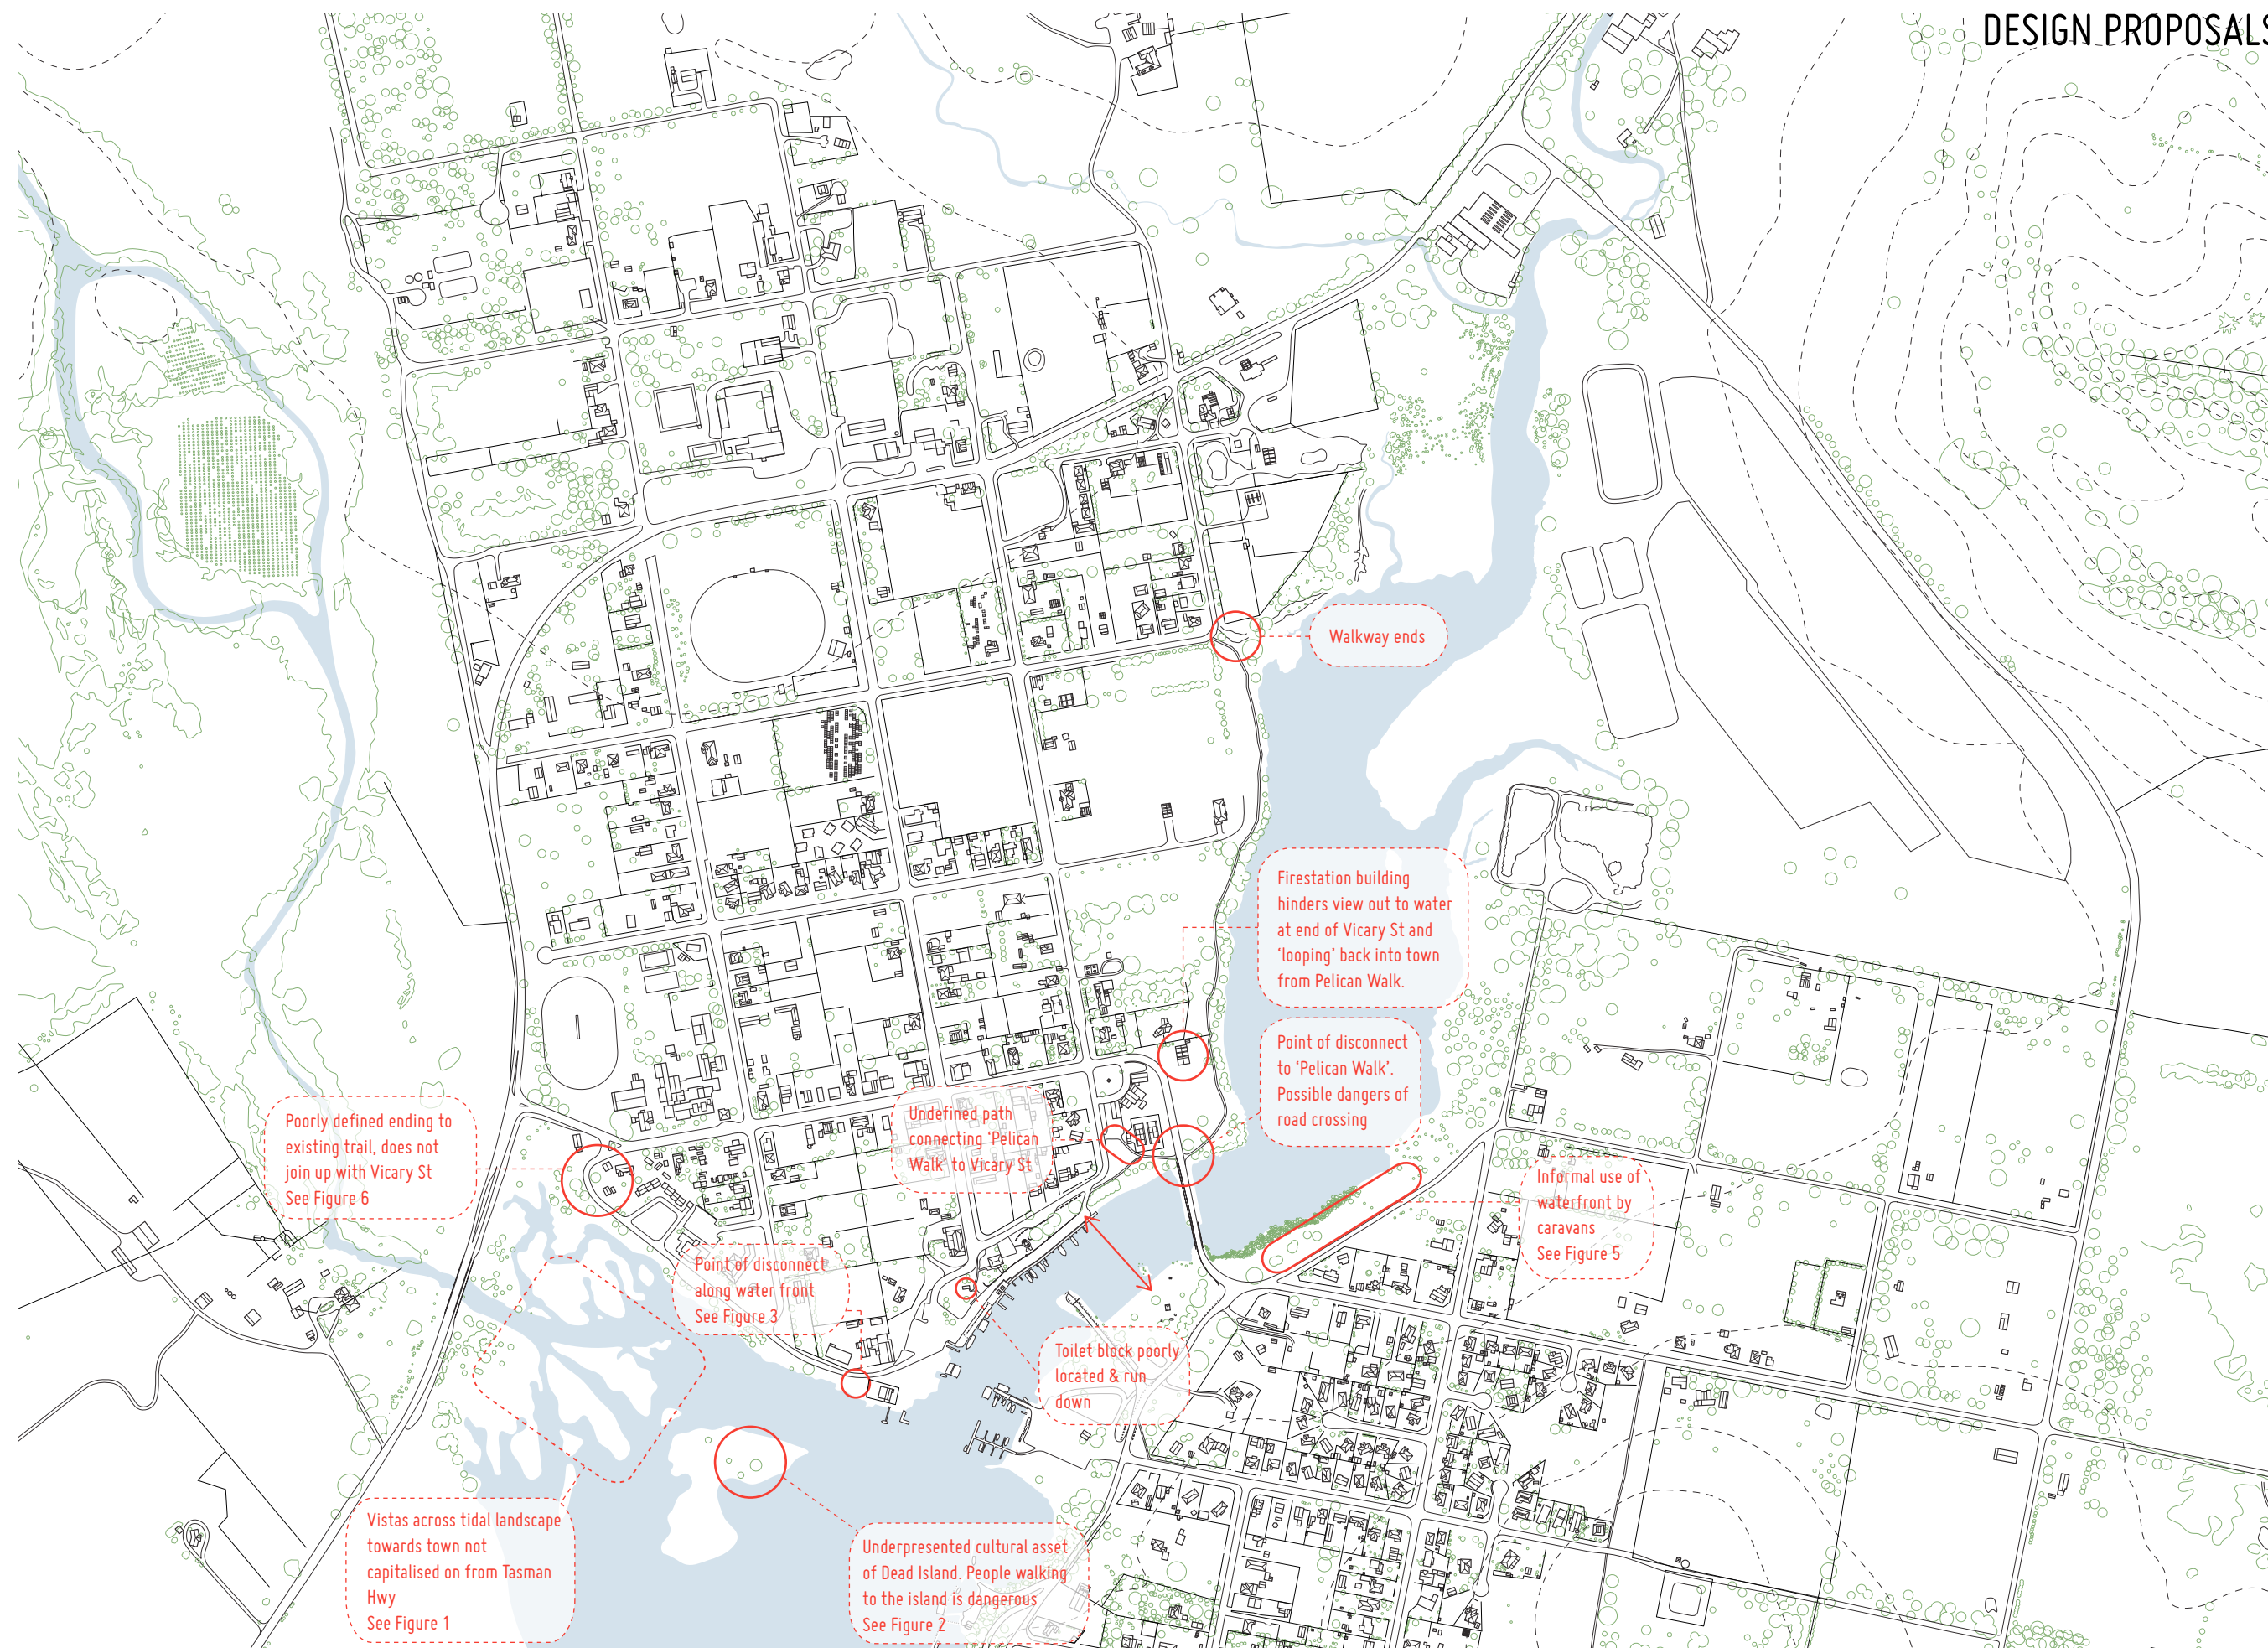 DESIGN PROPOSALS
Walkway ends
Firestation building
hinders view out to water
at end of Vicary St and
‘looping’ back into town
from Pelican Walk.
Point of disconnect
to ‘Pelican Walk’.
Possible dangers of
road crossing
Undefined path
connecting ‘Pelican
Walk’ to Vicary St
Poorly defined ending to
existing trail, does not
join up with Vicary St
See Figure 6
Informal use of
waterfront by
caravans
See Figure 5
Point of disconnect
along water front
See Figure 3
Toilet block poorly
located & run
down
Vistas across tidal landscape
towards town not
capitalised on from Tasman
Hwy
See Figure 1
Underpresented cultural asset
of Dead Island. People walking
to the island is dangerous
See Figure 2